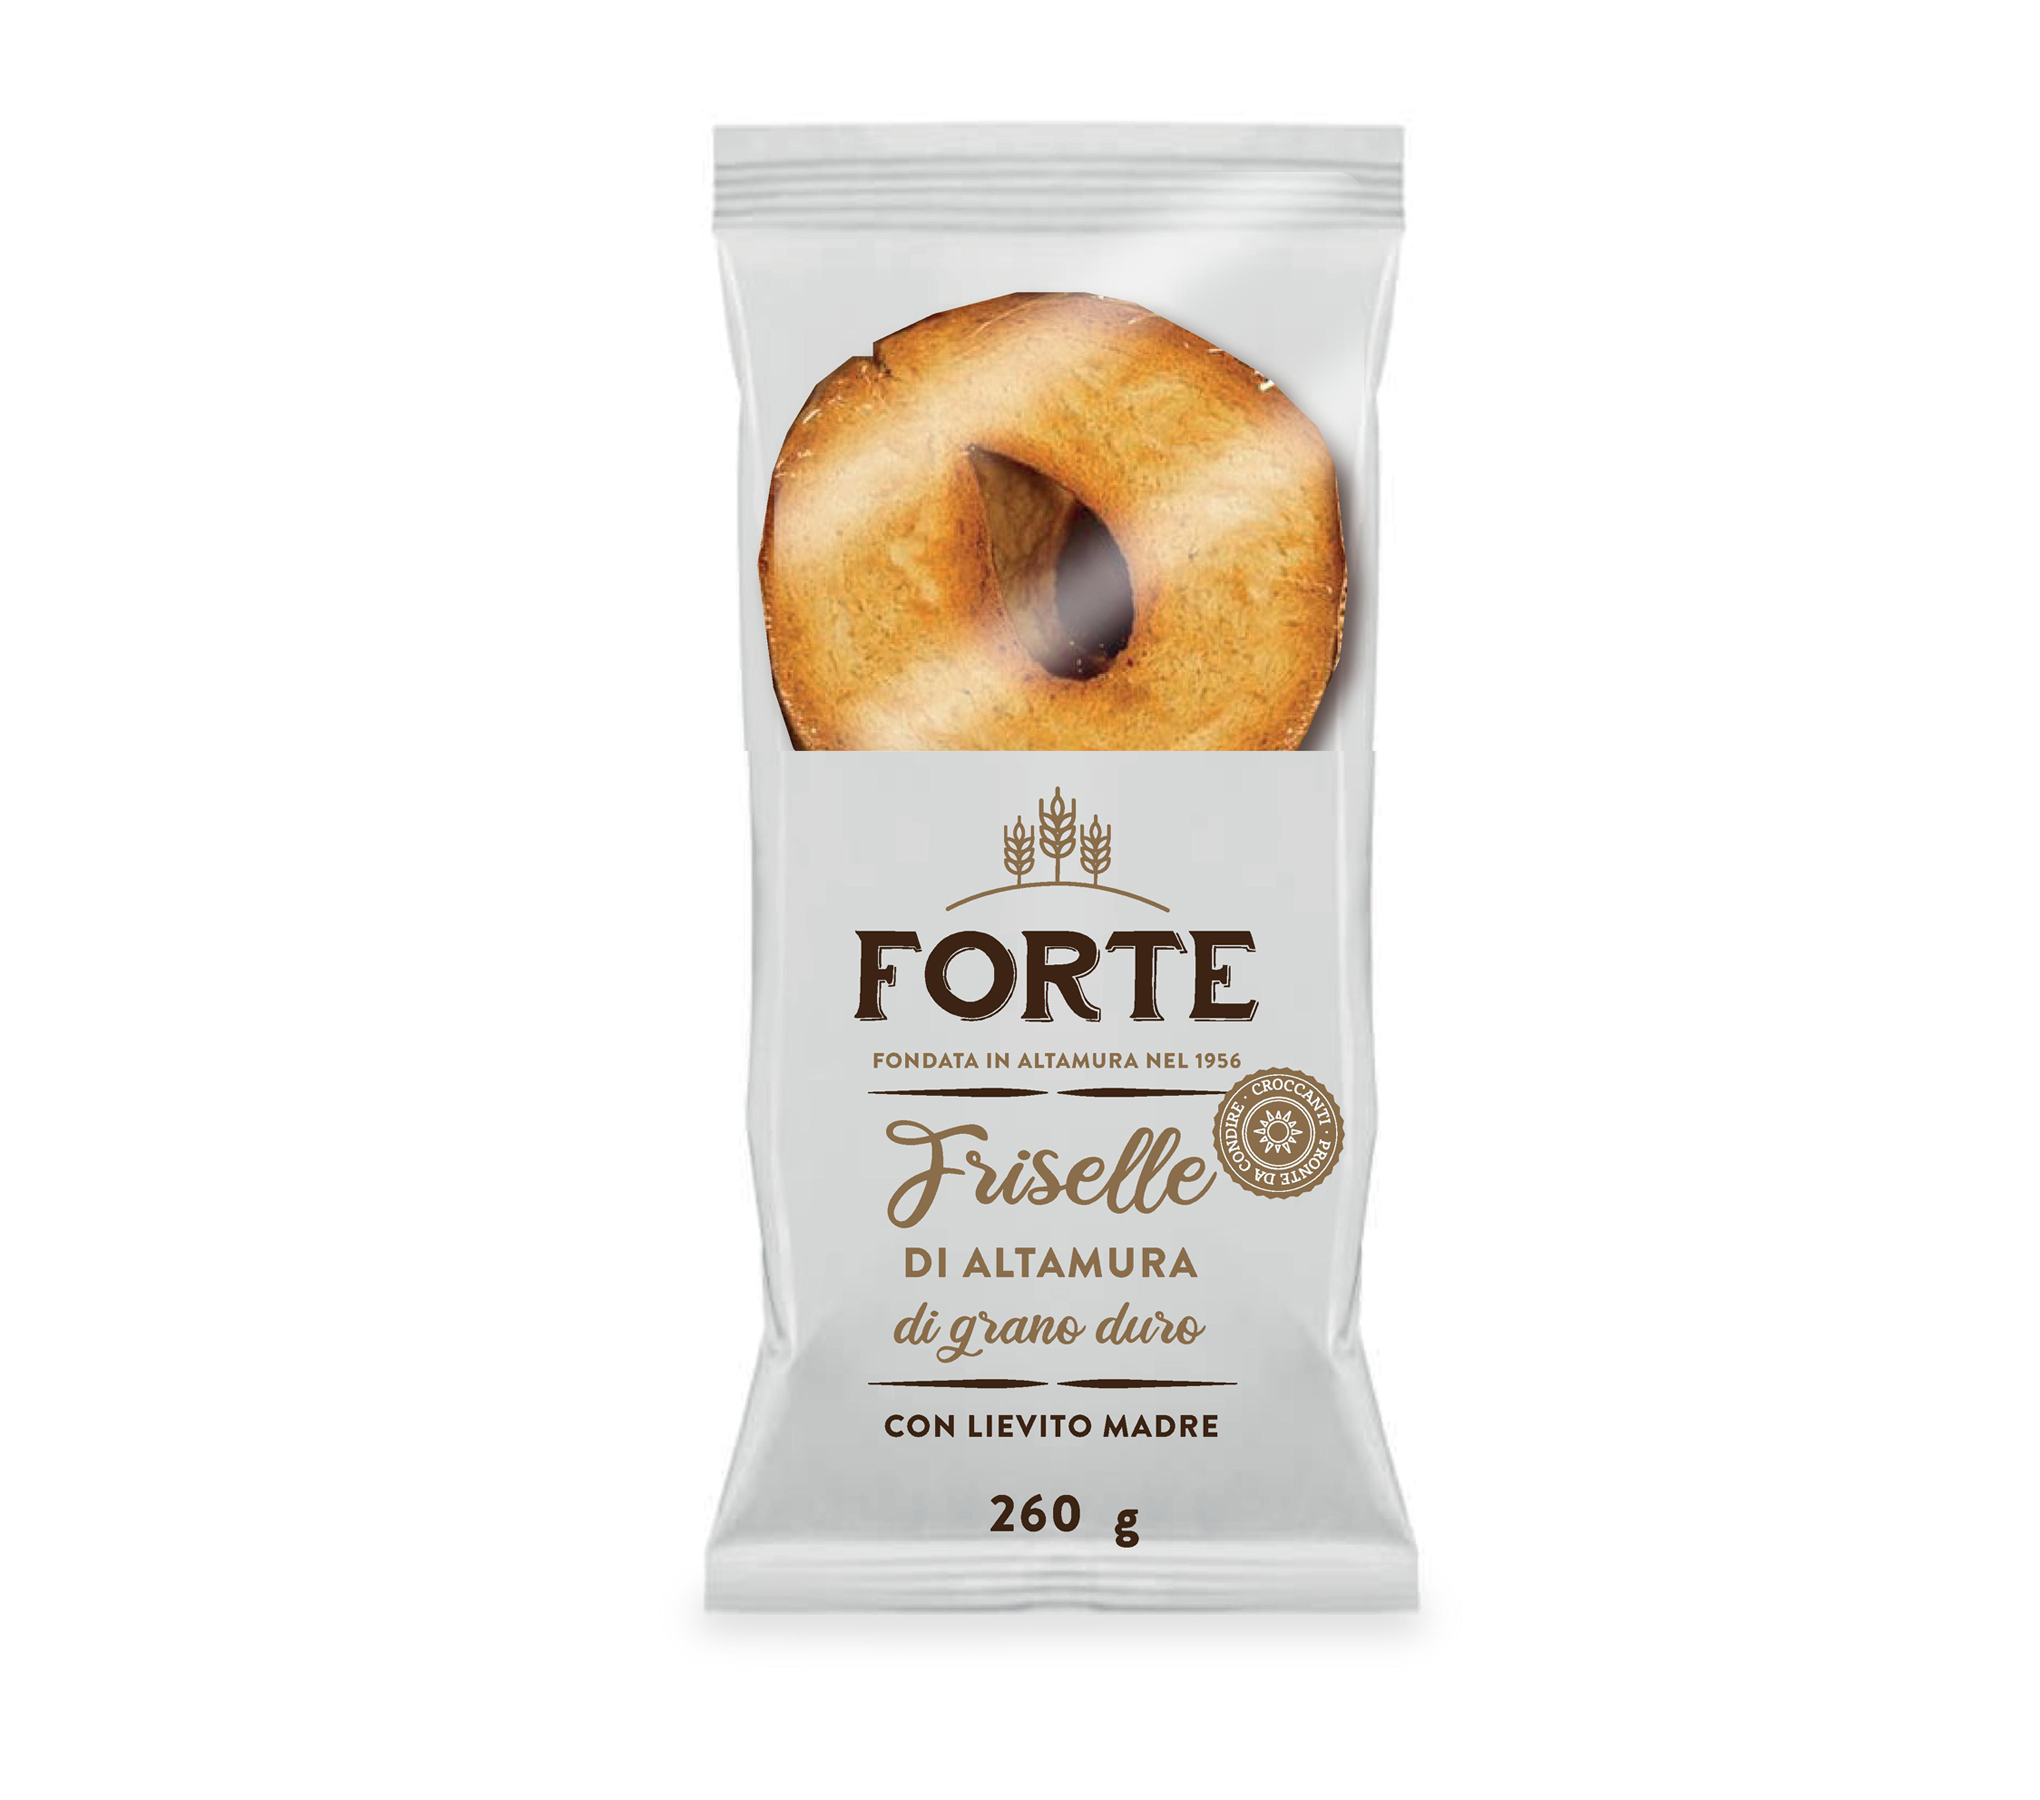 FORTE
FONDATA IN ALTAMURA NEL 1956
CROCCANTI · PRONTE DA CONDIRE ·
Friselle
DI ALTAMURA
di grano duro
CON LIEVITO MADRE
260 g